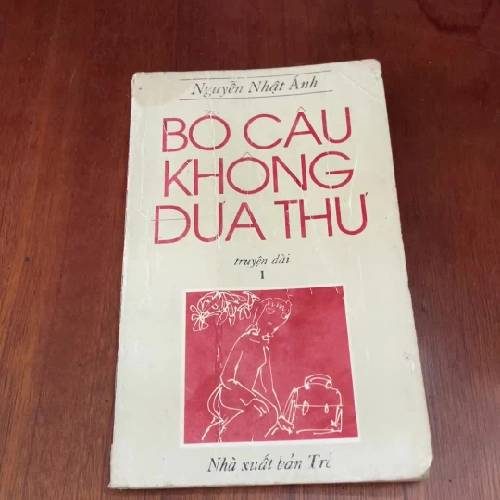 Nguyễn Nhật Ánh
BỒ CÂU
KHÔNG
ĐƯA THƯ
truyện dài
1
Nhà xuất bản Trẻ